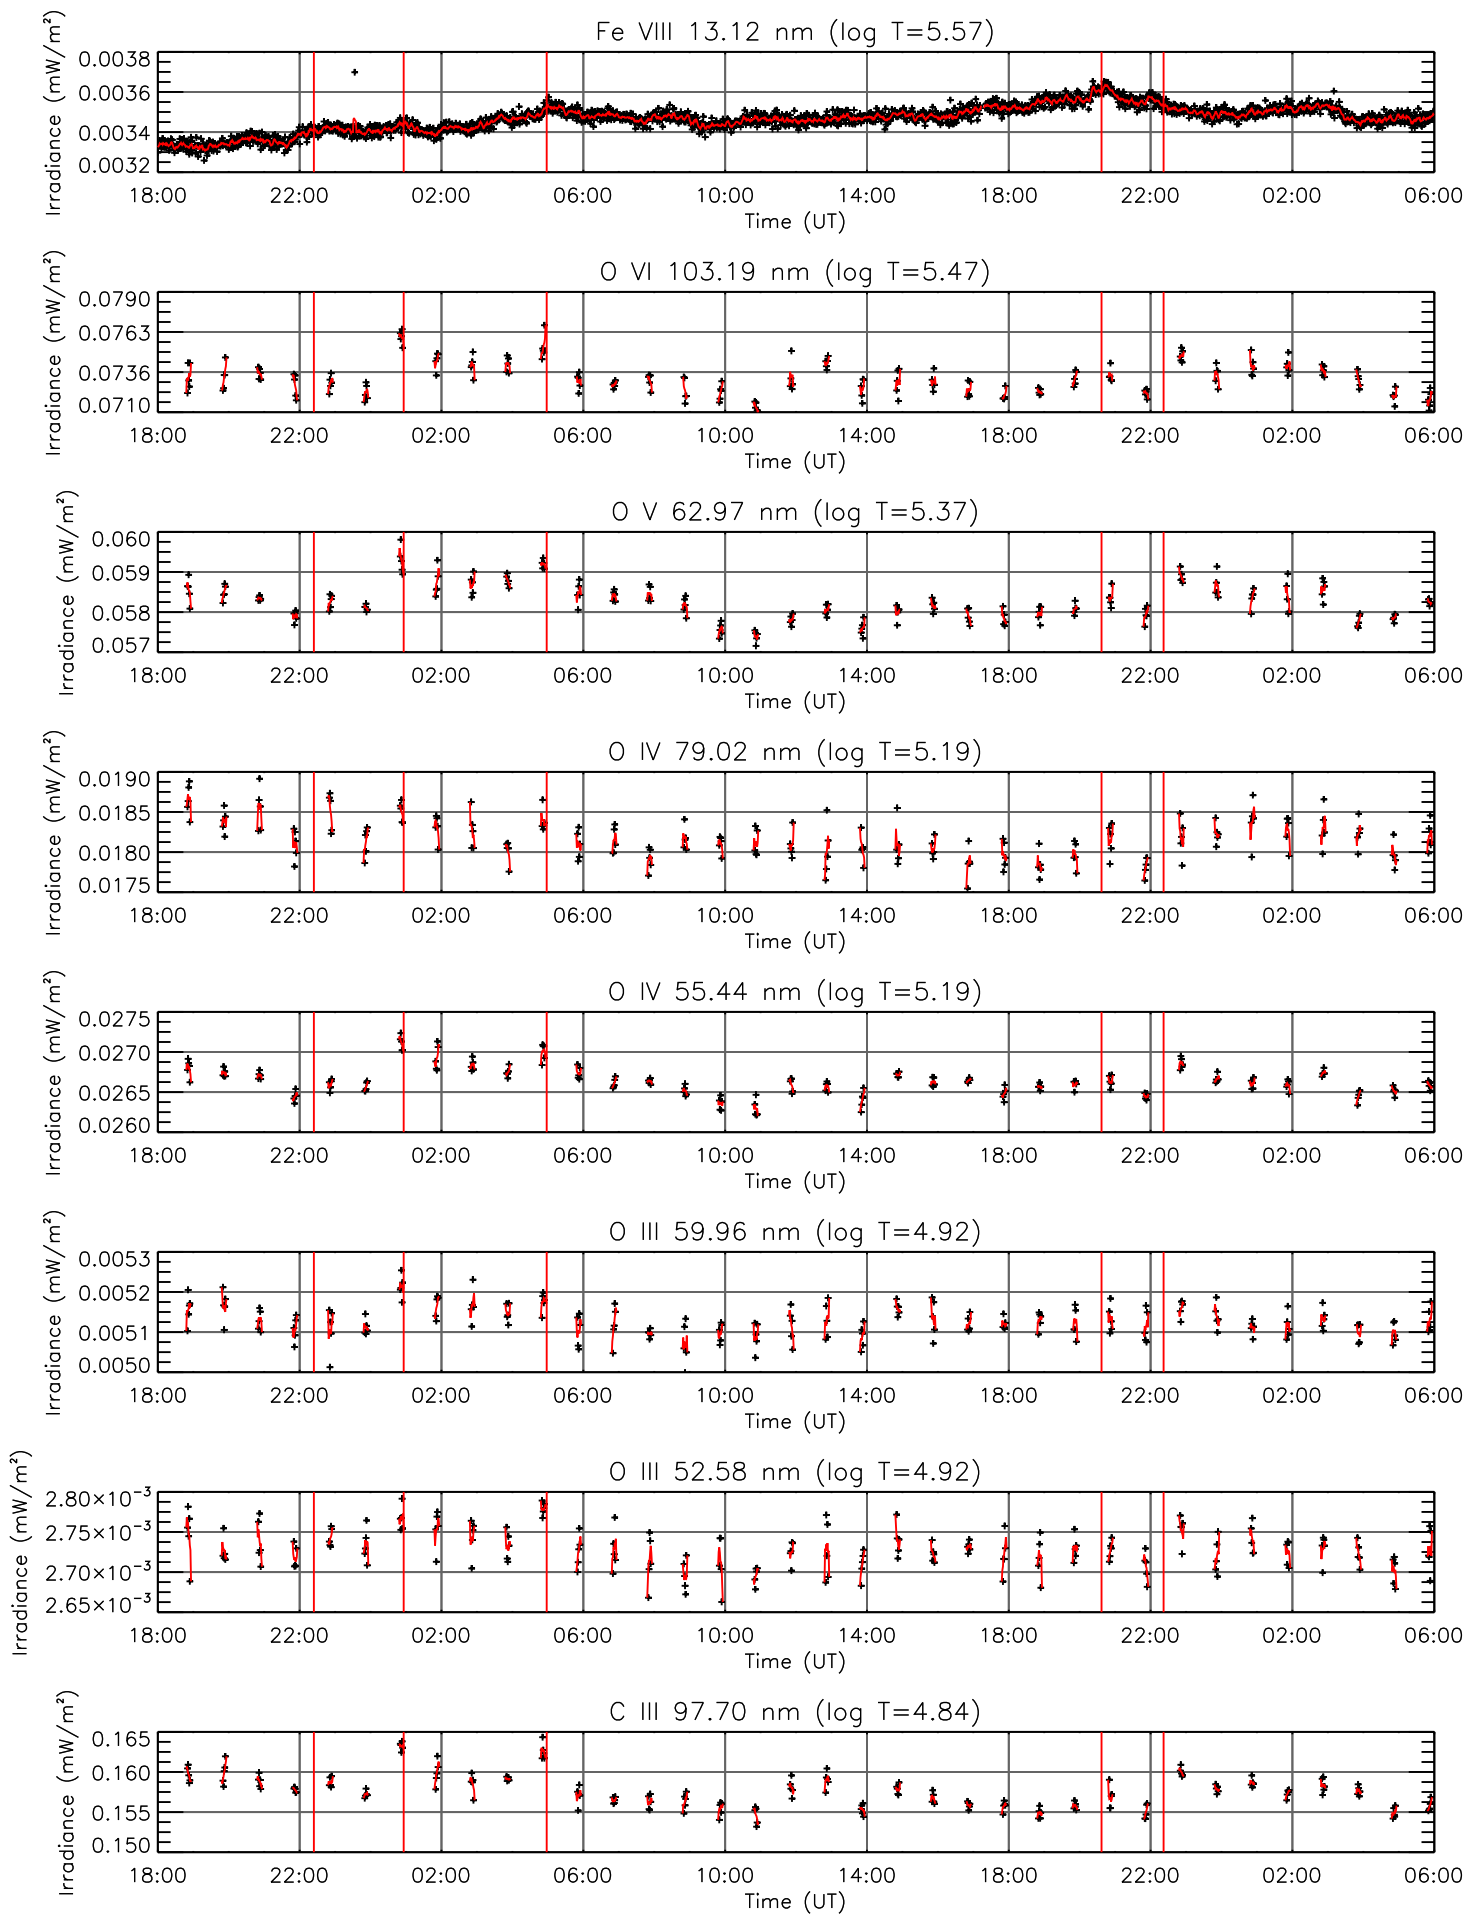 Fe VIII 13.12 nm (log T=5.57)
Irradiance (mW/m²)
0.0038
0.0036
0.0034
0.0032
18:00 22:00 02:00 06:00 10:00 14:00 18:00 22:00 02:00 06:00
Time (UT)
O VI 103.19 nm (log T=5.47)
Irradiance (mW/m²)
0.0790
0.0763
0.0736
0.0710
18:00 22:00 02:00 06:00 10:00 14:00 18:00 22:00 02:00 06:00
Time (UT)
O V 62.97 nm (log T=5.37)
Irradiance (mW/m²)
0.060
0.059
0.058
0.057
18:00 22:00 02:00 06:00 10:00 14:00 18:00 22:00 02:00 06:00
Time (UT)
O IV 79.02 nm (log T=5.19)
Irradiance (mW/m²)
0.0190
0.0185
0.0180
0.0175
18:00 22:00 02:00 06:00 10:00 14:00 18:00 22:00 02:00 06:00
Time (UT)
O IV 55.44 nm (log T=5.19)
Irradiance (mW/m²)
0.0275
0.0270
0.0265
0.0260
18:00 22:00 02:00 06:00 10:00 14:00 18:00 22:00 02:00 06:00
Time (UT)
O III 59.96 nm (log T=4.92)
Irradiance (mW/m²)
0.0053
0.0052
0.0051
0.0050
18:00 22:00 02:00 06:00 10:00 14:00 18:00 22:00 02:00 06:00
Time (UT)
O III 52.58 nm (log T=4.92)
Irradiance (mW/m²)
2.80×10⁻³
2.75×10⁻³
2.70×10⁻³
2.65×10⁻³
18:00 22:00 02:00 06:00 10:00 14:00 18:00 22:00 02:00 06:00
Time (UT)
C III 97.70 nm (log T=4.84)
Irradiance (mW/m²)
0.165
0.160
0.155
0.150
18:00 22:00 02:00 06:00 10:00 14:00 18:00 22:00 02:00 06:00
Time (UT)